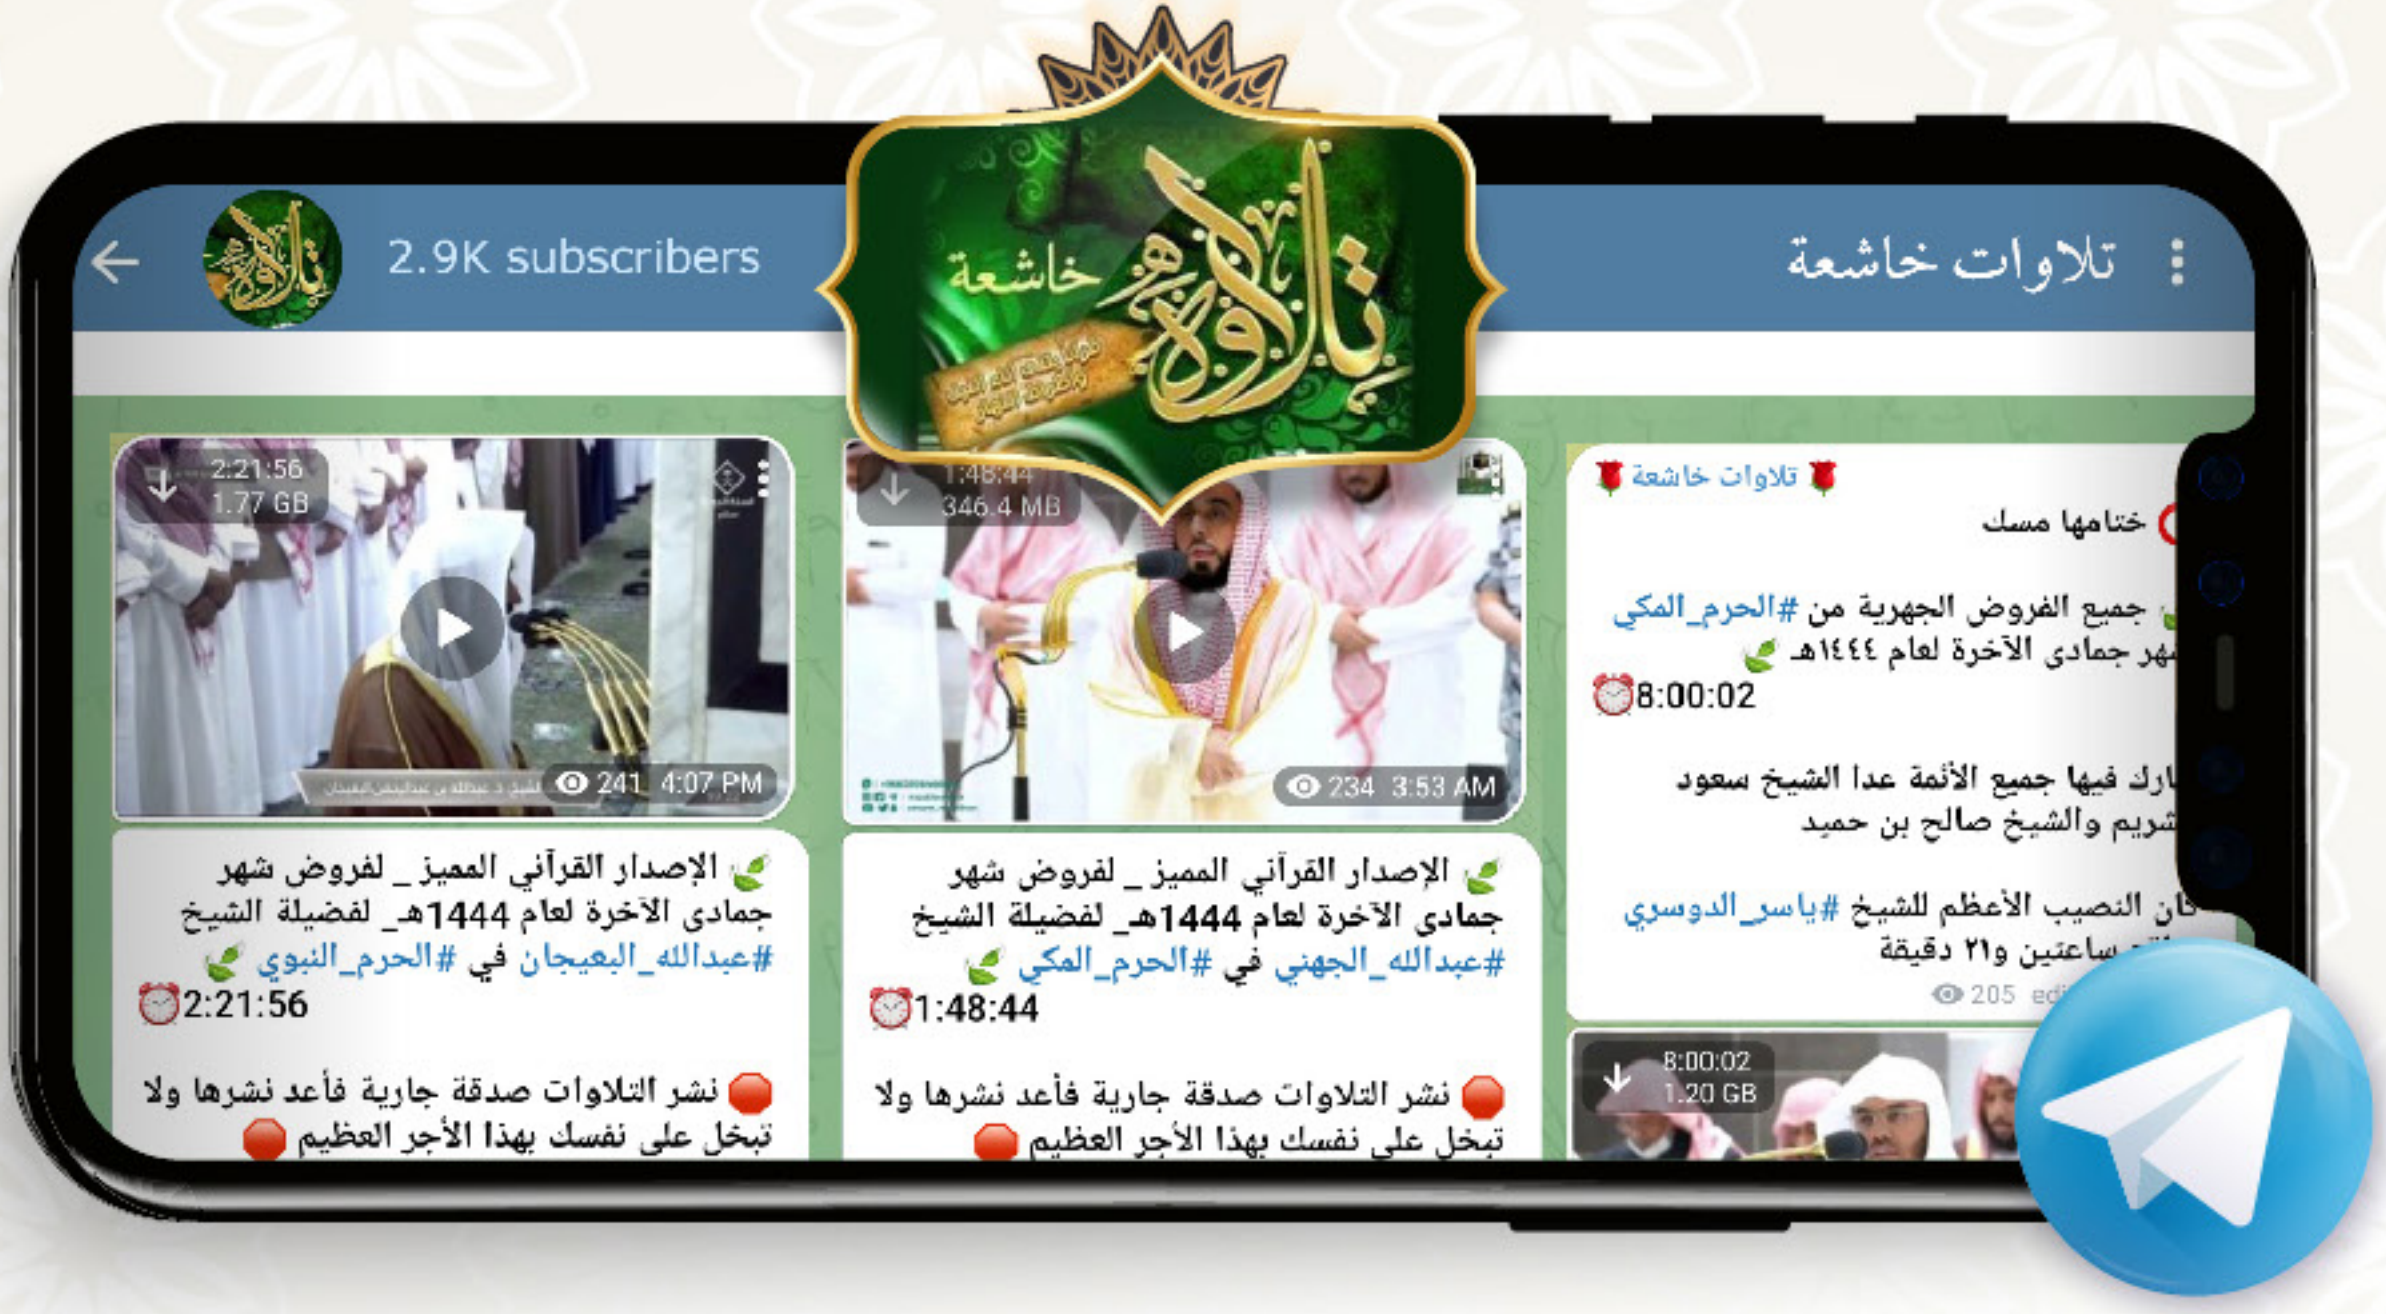 2.9K subscribers
تلاوات خاشعة
تلاوة
خاشعة
2:21:56
1.77 GB
241 4:07 PM
الإصدار القرآني المميز _ لفروض شهر
جمادى الآخرة لعام 1444هـ_ لفضيلة الشيخ
#عبدالله_البعيجان في #الحرم_النبوي
2:21:56
نشر التلاوات صدقة جارية فأعد نشرها ولا
تبخل على نفسك بهذا الأجر العظيم
1:48:44
346.4 MB
234 3:53 AM
الإصدار القرآني المميز _ لفروض شهر
جمادى الآخرة لعام 1444هـ_ لفضيلة الشيخ
#عبدالله_الجهني في #الحرم_المكي
1:48:44
نشر التلاوات صدقة جارية فأعد نشرها ولا
تبخل على نفسك بهذا الأجر العظيم
تلاوات خاشعة
ختامها مسك
جميع الفروض الجهرية من #الحرم_المكي
جمادى الآخرة لعام ١٤٤٤هـ
8:00:02
فيها جميع الأئمة عدا الشيخ سعود
والشيخ صالح بن حميد
كان النصيب الأعظم للشيخ #ياسر_الدوسري
ساعتين و٢١ دقيقة
205
8:00:02
1.20 GB